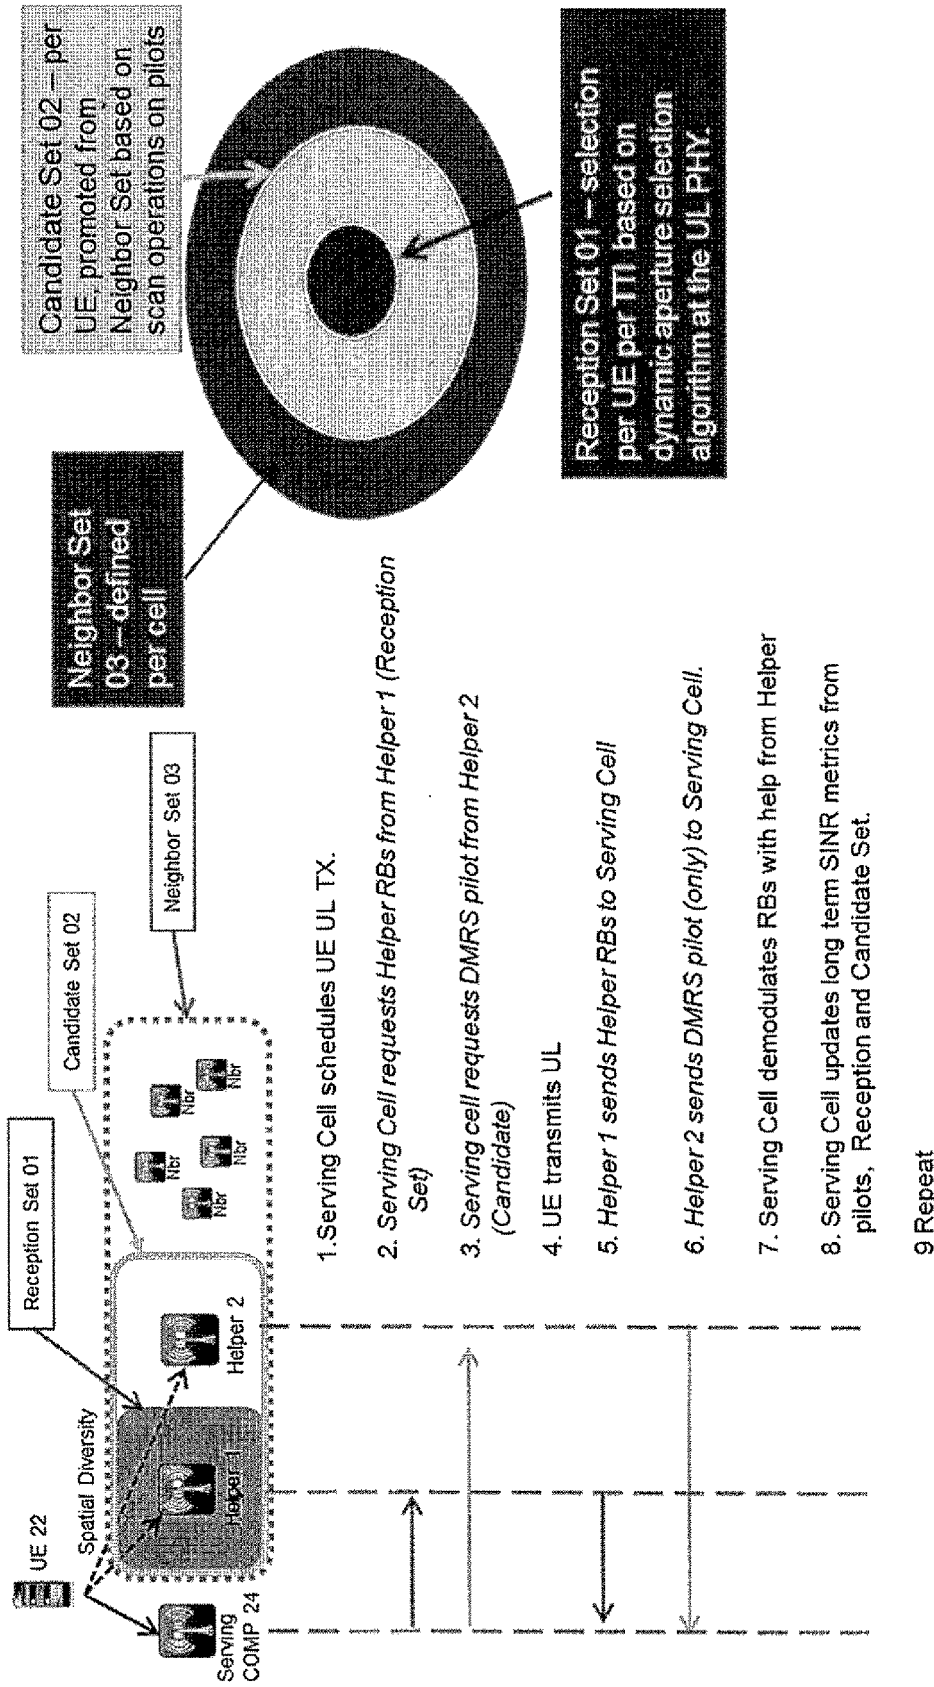 UE 22
Spatial Diversity
Reception Set 01
Candidate Set 02
Neighbor Set 03
Serving
COMP 24
Helper 1
Helper 2
Nbr
Nbr
Nbr
Nbr
Nbr
1.Serving Cell schedules UE UL TX.
2. Serving Cell requests Helper RBs from Helper 1 (Reception
Set)
3. Serving cell requests DMRS pilot from Helper 2
(Candidate)
4. UE transmits UL
5. Helper 1 sends Helper RBs to Serving Cell
6. Helper 2 sends DMRS pilot (only) to Serving Cell.
7. Serving Cell demodulates RBs with help from Helper
8. Serving Cell updates long term SINR metrics from
pilots, Reception and Candidate Set.
9 Repeat
Neighbor Set
03 – defined
per cell
Candidate Set 02 – per
UE, promoted from
Neighbor Set based on
scan operations on pilots
Reception Set 01 – selection
per UE per TTI based on
dynamic aperture selection
algorithm at the UL PHY.